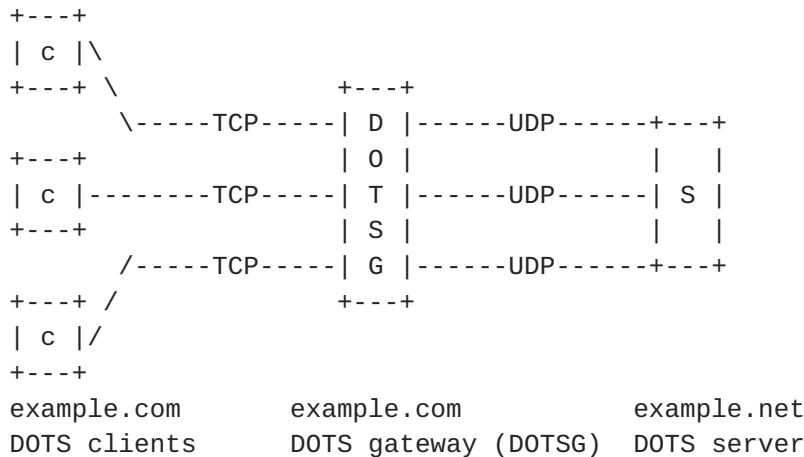 +---+
| c |\
+---+ \              +---+
       \-----TCP-----| D |------UDP------+---+
+---+                | O |               |   |
| c |--------TCP-----| T |------UDP------| S |
+---+                | S |               |   |
       /-----TCP-----| G |------UDP------+---+
+---+ /              +---+
| c |/
+---+
example.com       example.com           example.net
DOTS clients      DOTS gateway (DOTSG)  DOTS server